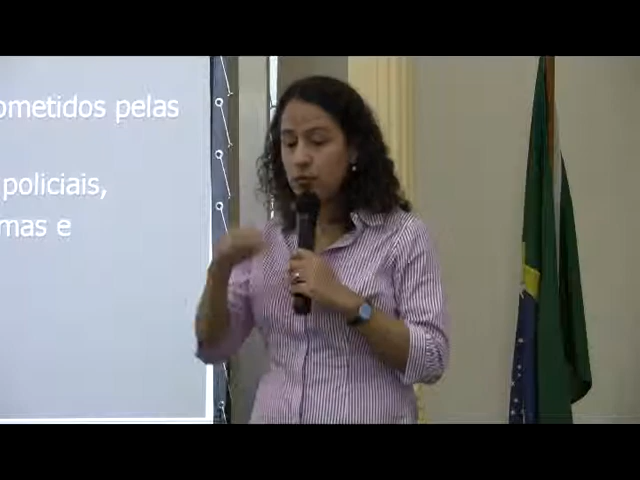 ometidos pelas
policiais,
mas e